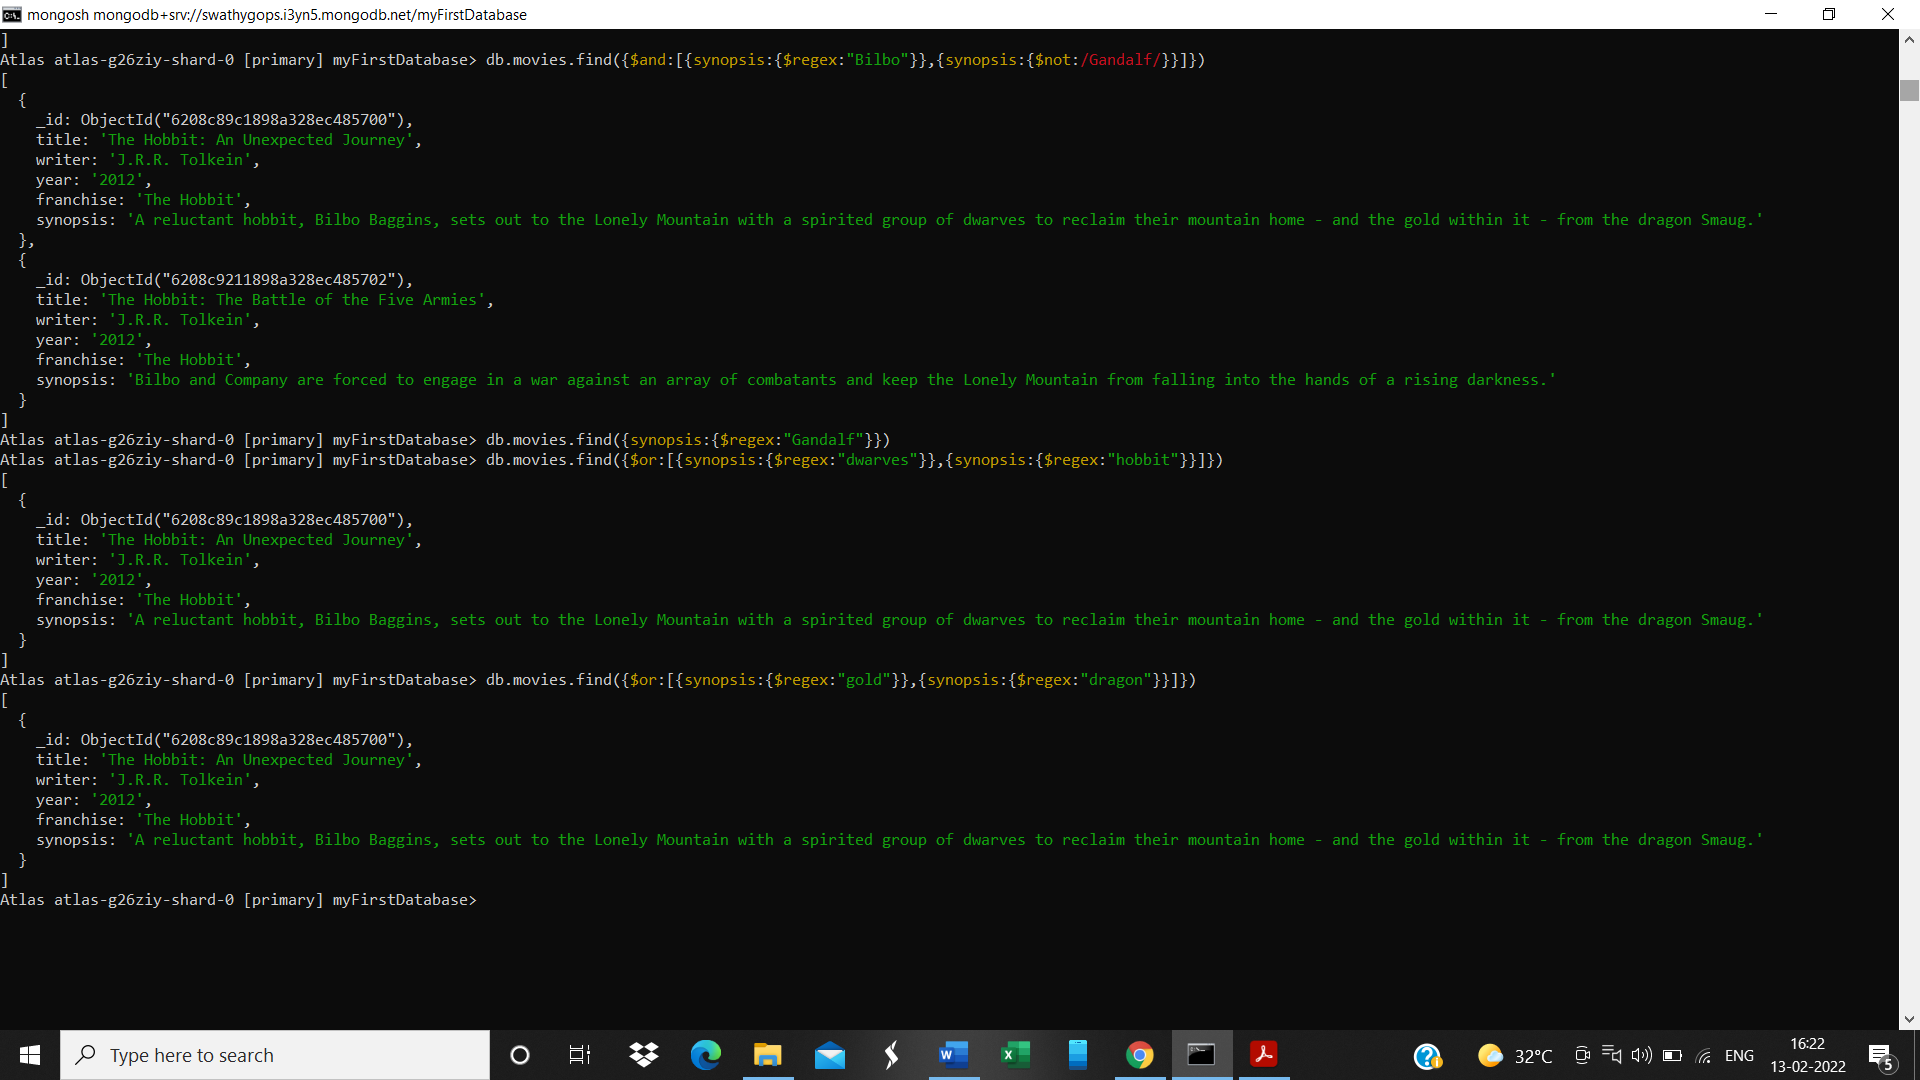 mongosh mongodb+srv://swathygops.i3yn5.mongodb.net/myFirstDatabase
]
Atlas atlas-g26ziy-shard-0 [primary] myFirstDatabase> db.movies.find({$and:[{synopsis:{$regex:"Bilbo"}},{synopsis:{$not:/Gandalf/}}]})
[
  {
    _id: ObjectId("6208c89c1898a328ec485700"),
    title: 'The Hobbit: An Unexpected Journey',
    writer: 'J.R.R. Tolkein',
    year: '2012',
    franchise: 'The Hobbit',
    synopsis: 'A reluctant hobbit, Bilbo Baggins, sets out to the Lonely Mountain with a spirited group of dwarves to reclaim their mountain home - and the gold within it - from the dragon Smaug.'
  },
  {
    _id: ObjectId("6208c9211898a328ec485702"),
    title: 'The Hobbit: The Battle of the Five Armies',
    writer: 'J.R.R. Tolkein',
    year: '2012',
    franchise: 'The Hobbit',
    synopsis: 'Bilbo and Company are forced to engage in a war against an array of combatants and keep the Lonely Mountain from falling into the hands of a rising darkness.'
  }
]
Atlas atlas-g26ziy-shard-0 [primary] myFirstDatabase> db.movies.find({synopsis:{$regex:"Gandalf"}})
Atlas atlas-g26ziy-shard-0 [primary] myFirstDatabase> db.movies.find({$or:[{synopsis:{$regex:"dwarves"}},{synopsis:{$regex:"hobbit"}}]})
[
  {
    _id: ObjectId("6208c89c1898a328ec485700"),
    title: 'The Hobbit: An Unexpected Journey',
    writer: 'J.R.R. Tolkein',
    year: '2012',
    franchise: 'The Hobbit',
    synopsis: 'A reluctant hobbit, Bilbo Baggins, sets out to the Lonely Mountain with a spirited group of dwarves to reclaim their mountain home - and the gold within it - from the dragon Smaug.'
  }
]
Atlas atlas-g26ziy-shard-0 [primary] myFirstDatabase> db.movies.find({$or:[{synopsis:{$regex:"gold"}},{synopsis:{$regex:"dragon"}}]})
[
  {
    _id: ObjectId("6208c89c1898a328ec485700"),
    title: 'The Hobbit: An Unexpected Journey',
    writer: 'J.R.R. Tolkein',
    year: '2012',
    franchise: 'The Hobbit',
    synopsis: 'A reluctant hobbit, Bilbo Baggins, sets out to the Lonely Mountain with a spirited group of dwarves to reclaim their mountain home - and the gold within it - from the dragon Smaug.'
  }
]
Atlas atlas-g26ziy-shard-0 [primary] myFirstDatabase>
Type here to search
32°C
ENG
16:22
13-02-2022
5